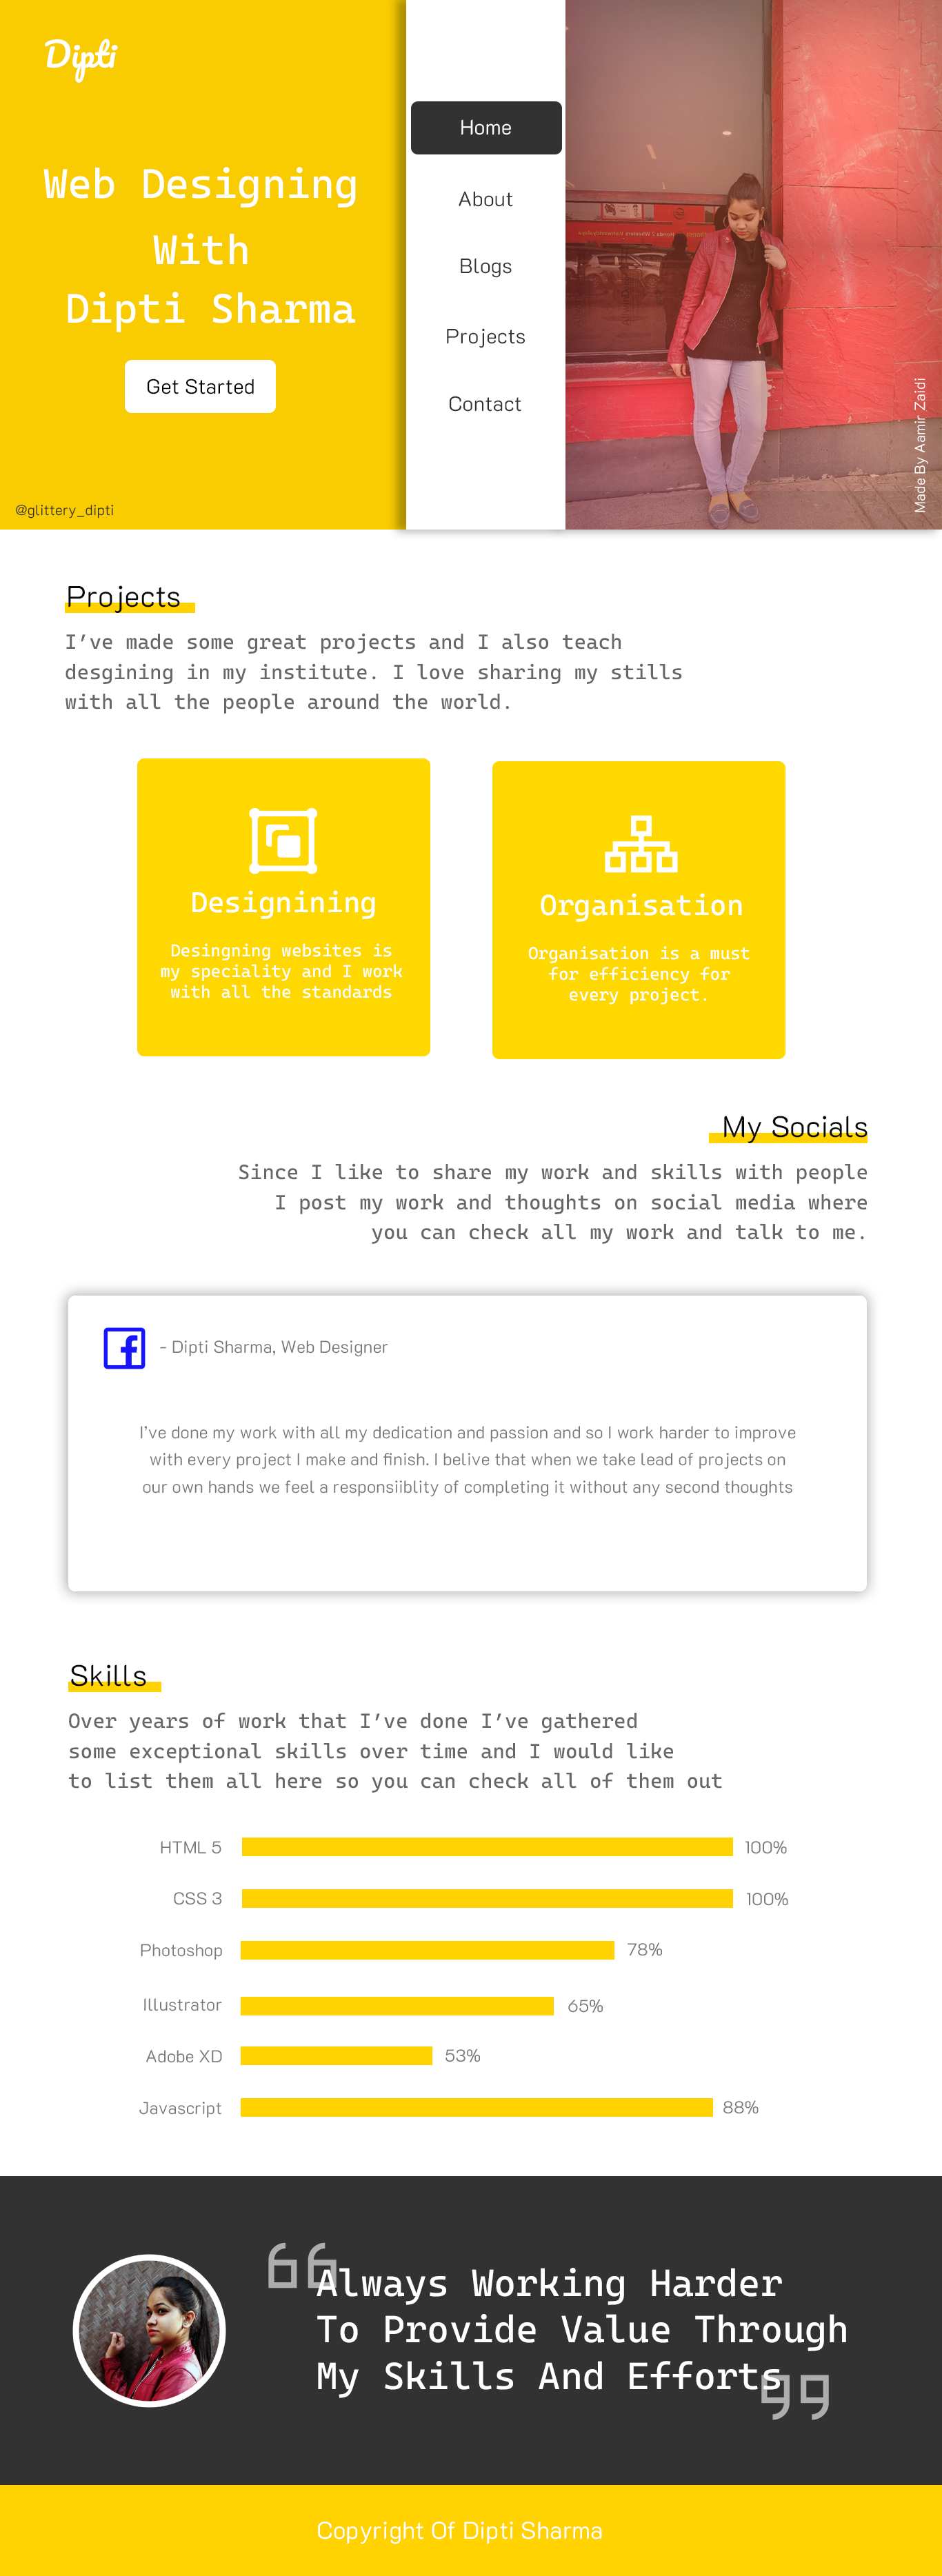 Dipti
Web Designing
With
Dipti Sharma
Get Started
@glittery_dipti
Home
About
Blogs
Projects
Contact
Made By Aamir Zaidi
Projects
I've made some great projects and I also teach
desgining in my institute. I love sharing my stills
with all the people around the world.
Designining
Desingning websites is
my speciality and I work
with all the standards
Organisation
Organisation is a must
for efficiency for
every project.
My Socials
Since I like to share my work and skills with people
I post my work and thoughts on social media where
you can check all my work and talk to me.
- Dipti Sharma, Web Designer
I've done my work with all my dedication and passion and so I work harder to improve
with every project I make and finish. I belive that when we take lead of projects on
our own hands we feel a responsiiblity of completing it without any second thoughts
Skills
Over years of work that I've done I've gathered
some exceptional skills over time and I would like
to list them all here so you can check all of them out
HTML 5 100%
CSS 3 100%
Photoshop 78%
Illustrator 65%
Adobe XD 53%
Javascript 88%
Always Working Harder
To Provide Value Through
My Skills And Efforts
Copyright Of Dipti Sharma